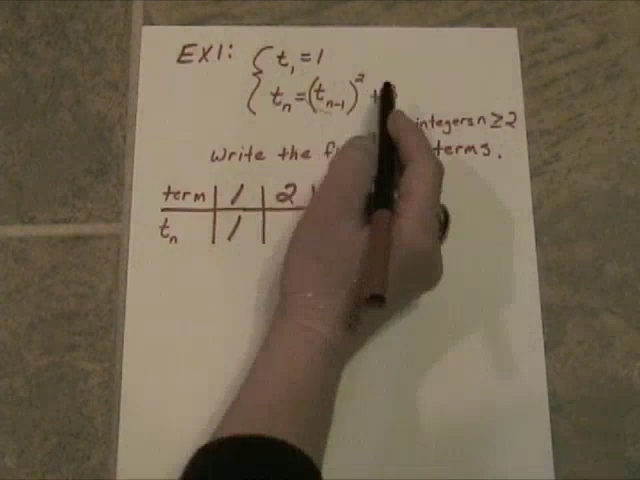 EX1: { t₁ = 1
tₙ = (tₙ₋₁)² +
integers n ≥ 2
Write the terms.
term | 1 | 2 |
tₙ | 1 |